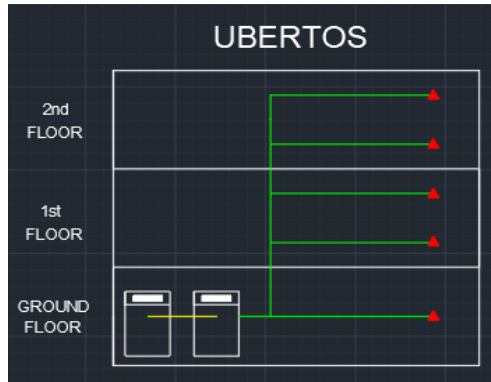 UBERTOS
2nd
FLOOR
1st
FLOOR
GROUND
FLOOR